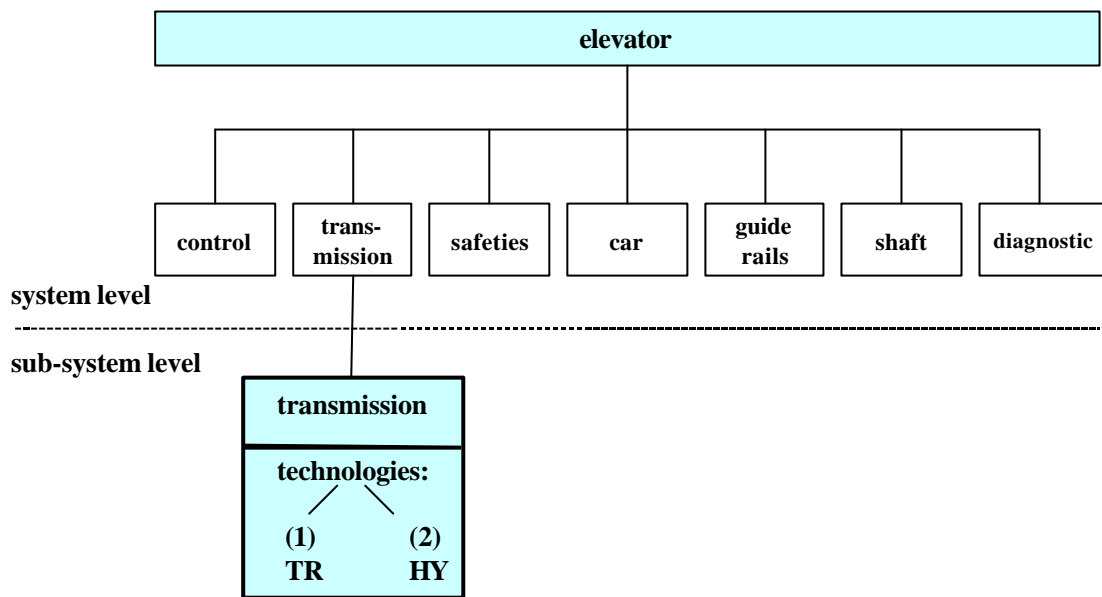 elevator
control
trans-
mission
safeties
car
guide
rails
shaft
diagnostic
system level
sub-system level
transmission
technologies:
(1) (2)
TR HY